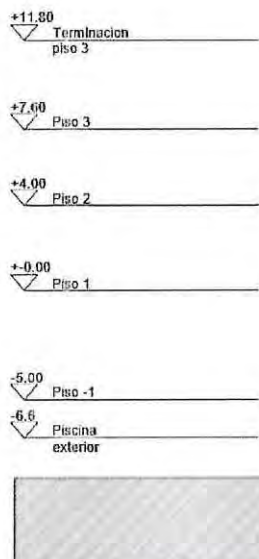 +11.80
Terminacion
piso 3
+7.60
Piso 3
+4.00
Piso 2
+-0.00
Piso 1
-5.00
Piso -1
-6.6
Piscina
exterior